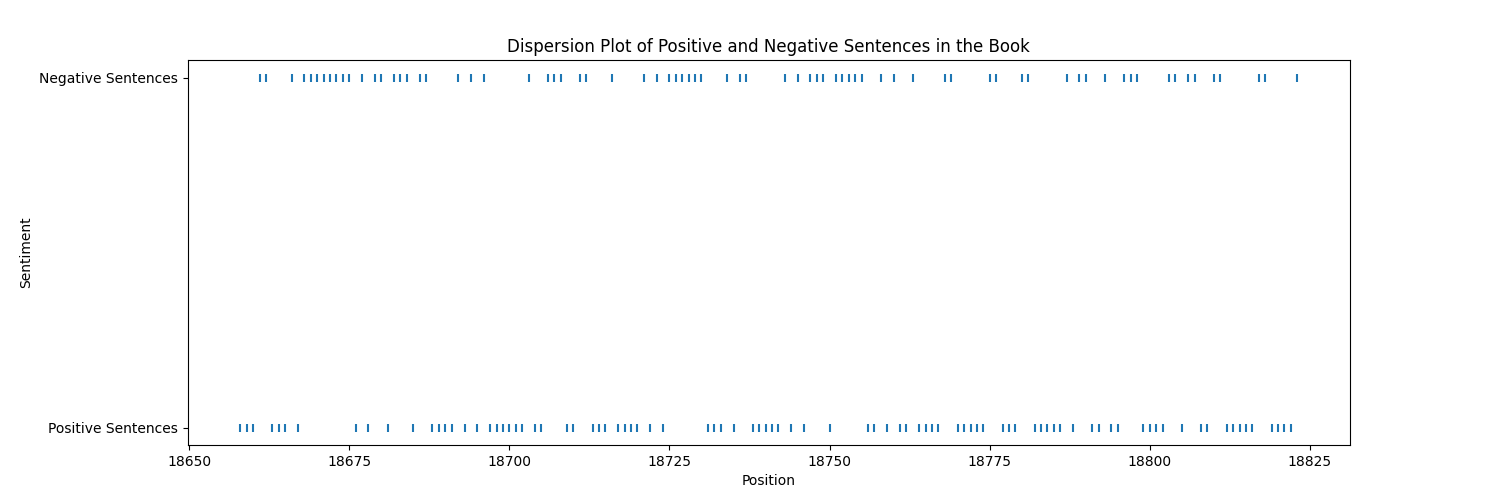 Dispersion Plot of Positive and Negative Sentences in the Book
Negative Sentences
Sentiment
Positive Sentences
18650 18675 18700 18725 18750 18775 18800 18825
Position